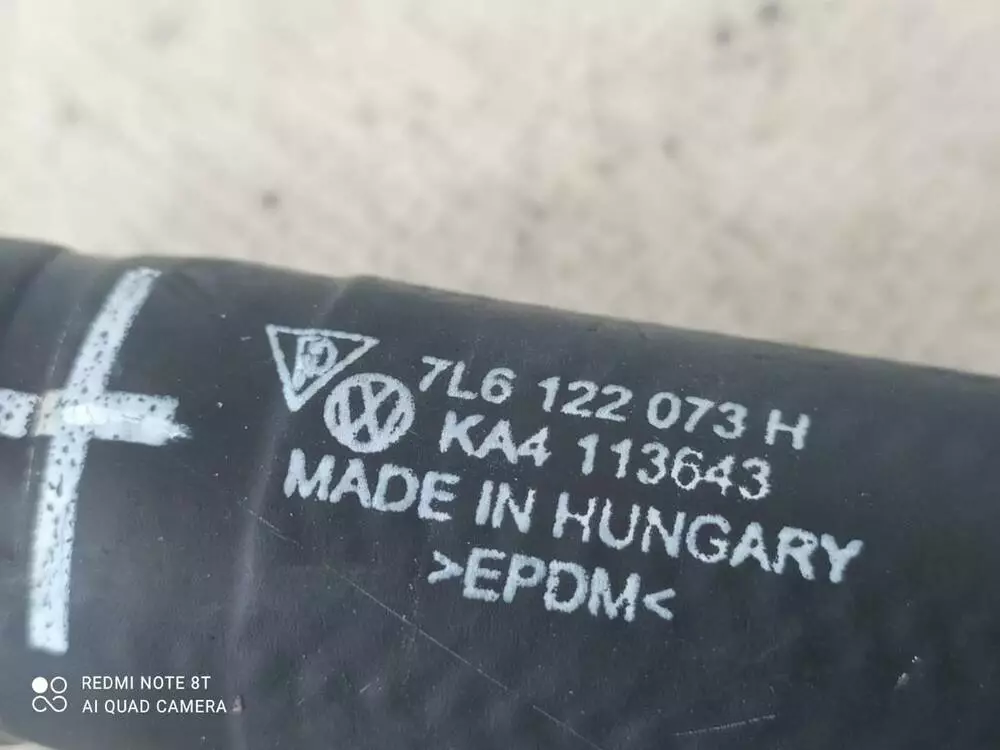 7L6 122 073 H
KA4 113643
MADE IN HUNGARY
>EPDM<
REDMI NOTE 8T
AI QUAD CAMERA